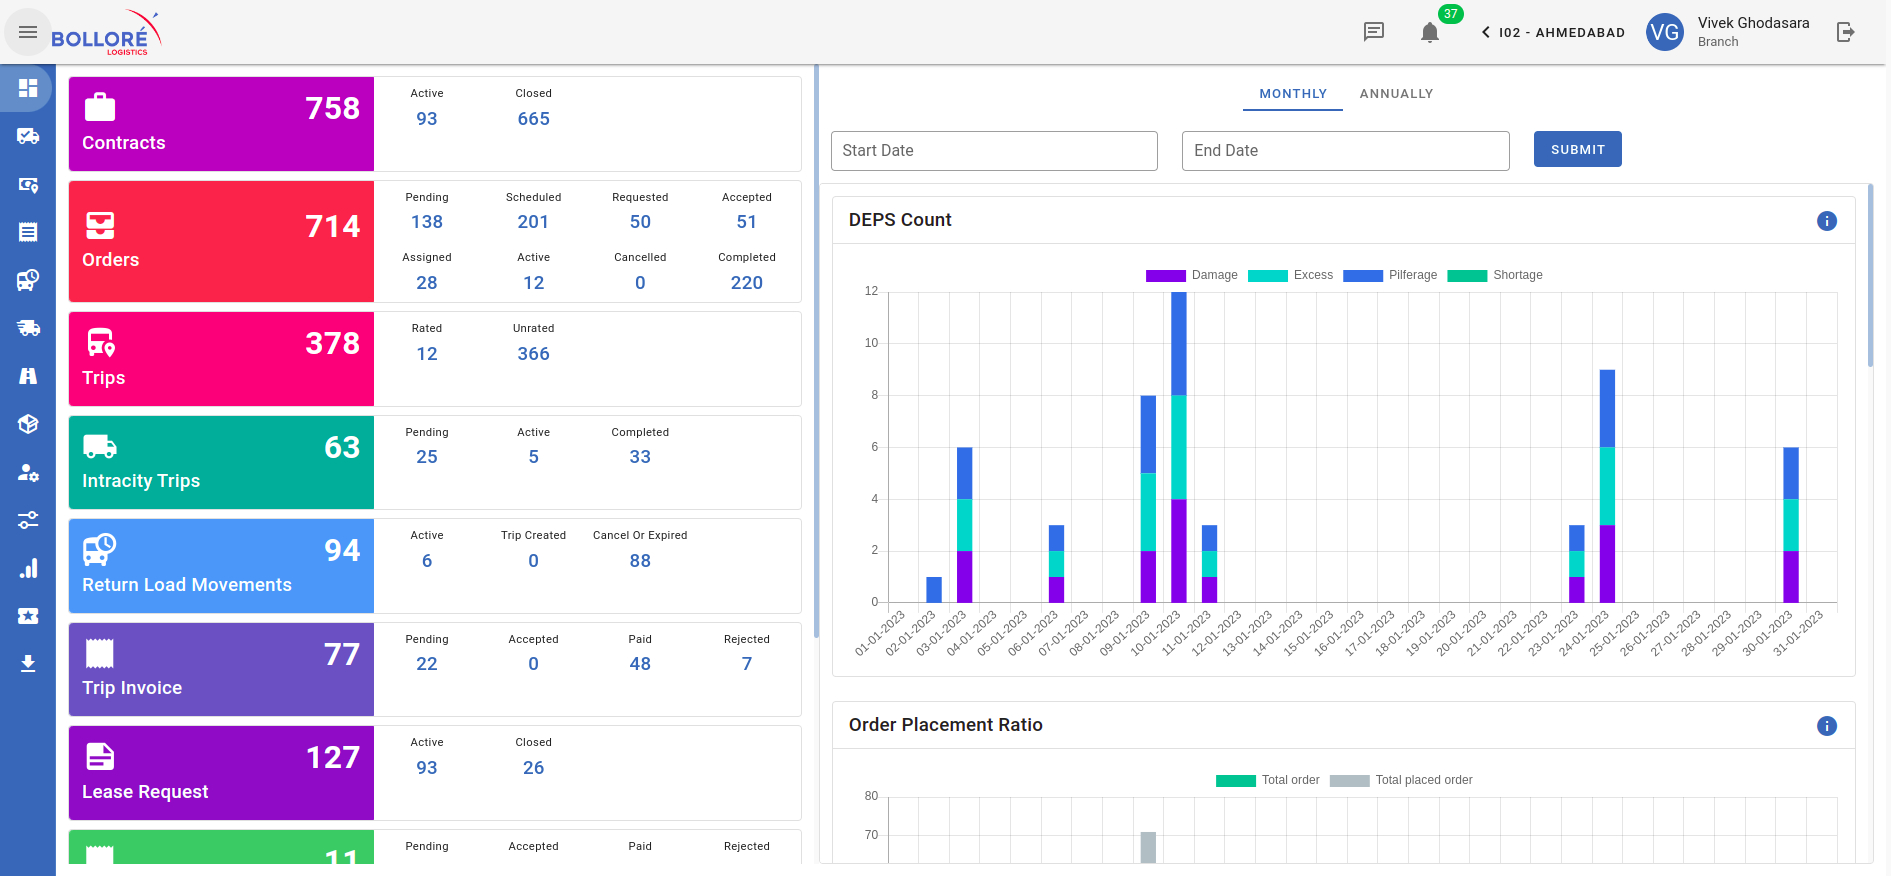 BOLLORÉ
LOGISTICS
37
I02 - AHMEDABAD
VG
Vivek Ghodasara
Branch
758
Contracts
Active Closed
93 665
714
Orders
Pending Scheduled Requested Accepted
138 201 50 51
Assigned Active Cancelled Completed
28 12 0 220
378
Trips
Rated Unrated
12 366
63
Intracity Trips
Pending Active Completed
25 5 33
94
Return Load Movements
Active Trip Created Cancel Or Expired
6 0 88
77
Trip Invoice
Pending Accepted Paid Rejected
22 0 48 7
127
Lease Request
Active Closed
93 26
11
Pending Accepted Paid Rejected
MONTHLY ANNUALLY
Start Date End Date SUBMIT
DEPS Count
Damage Excess Pilferage Shortage
12
10
8
6
4
2
0
01-01-2023 02-01-2023 03-01-2023 04-01-2023 05-01-2023 06-01-2023 07-01-2023 08-01-2023 09-01-2023 10-01-2023 11-01-2023 12-01-2023 13-01-2023 14-01-2023 15-01-2023 16-01-2023 17-01-2023 18-01-2023 19-01-2023 20-01-2023 21-01-2023 22-01-2023 23-01-2023 24-01-2023 25-01-2023 26-01-2023 27-01-2023 28-01-2023 29-01-2023 30-01-2023 31-01-2023
Order Placement Ratio
Total order Total placed order
80
70